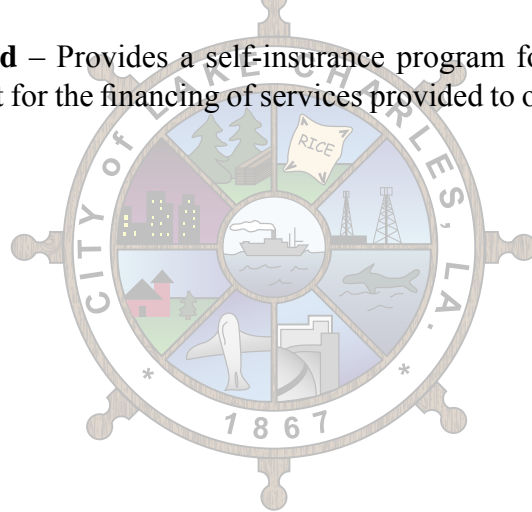 d – Provides a self-insurance program fo
t for the financing of services provided to o
CITY of LAKE CHARLES, LA.
RICE
* 1867 *